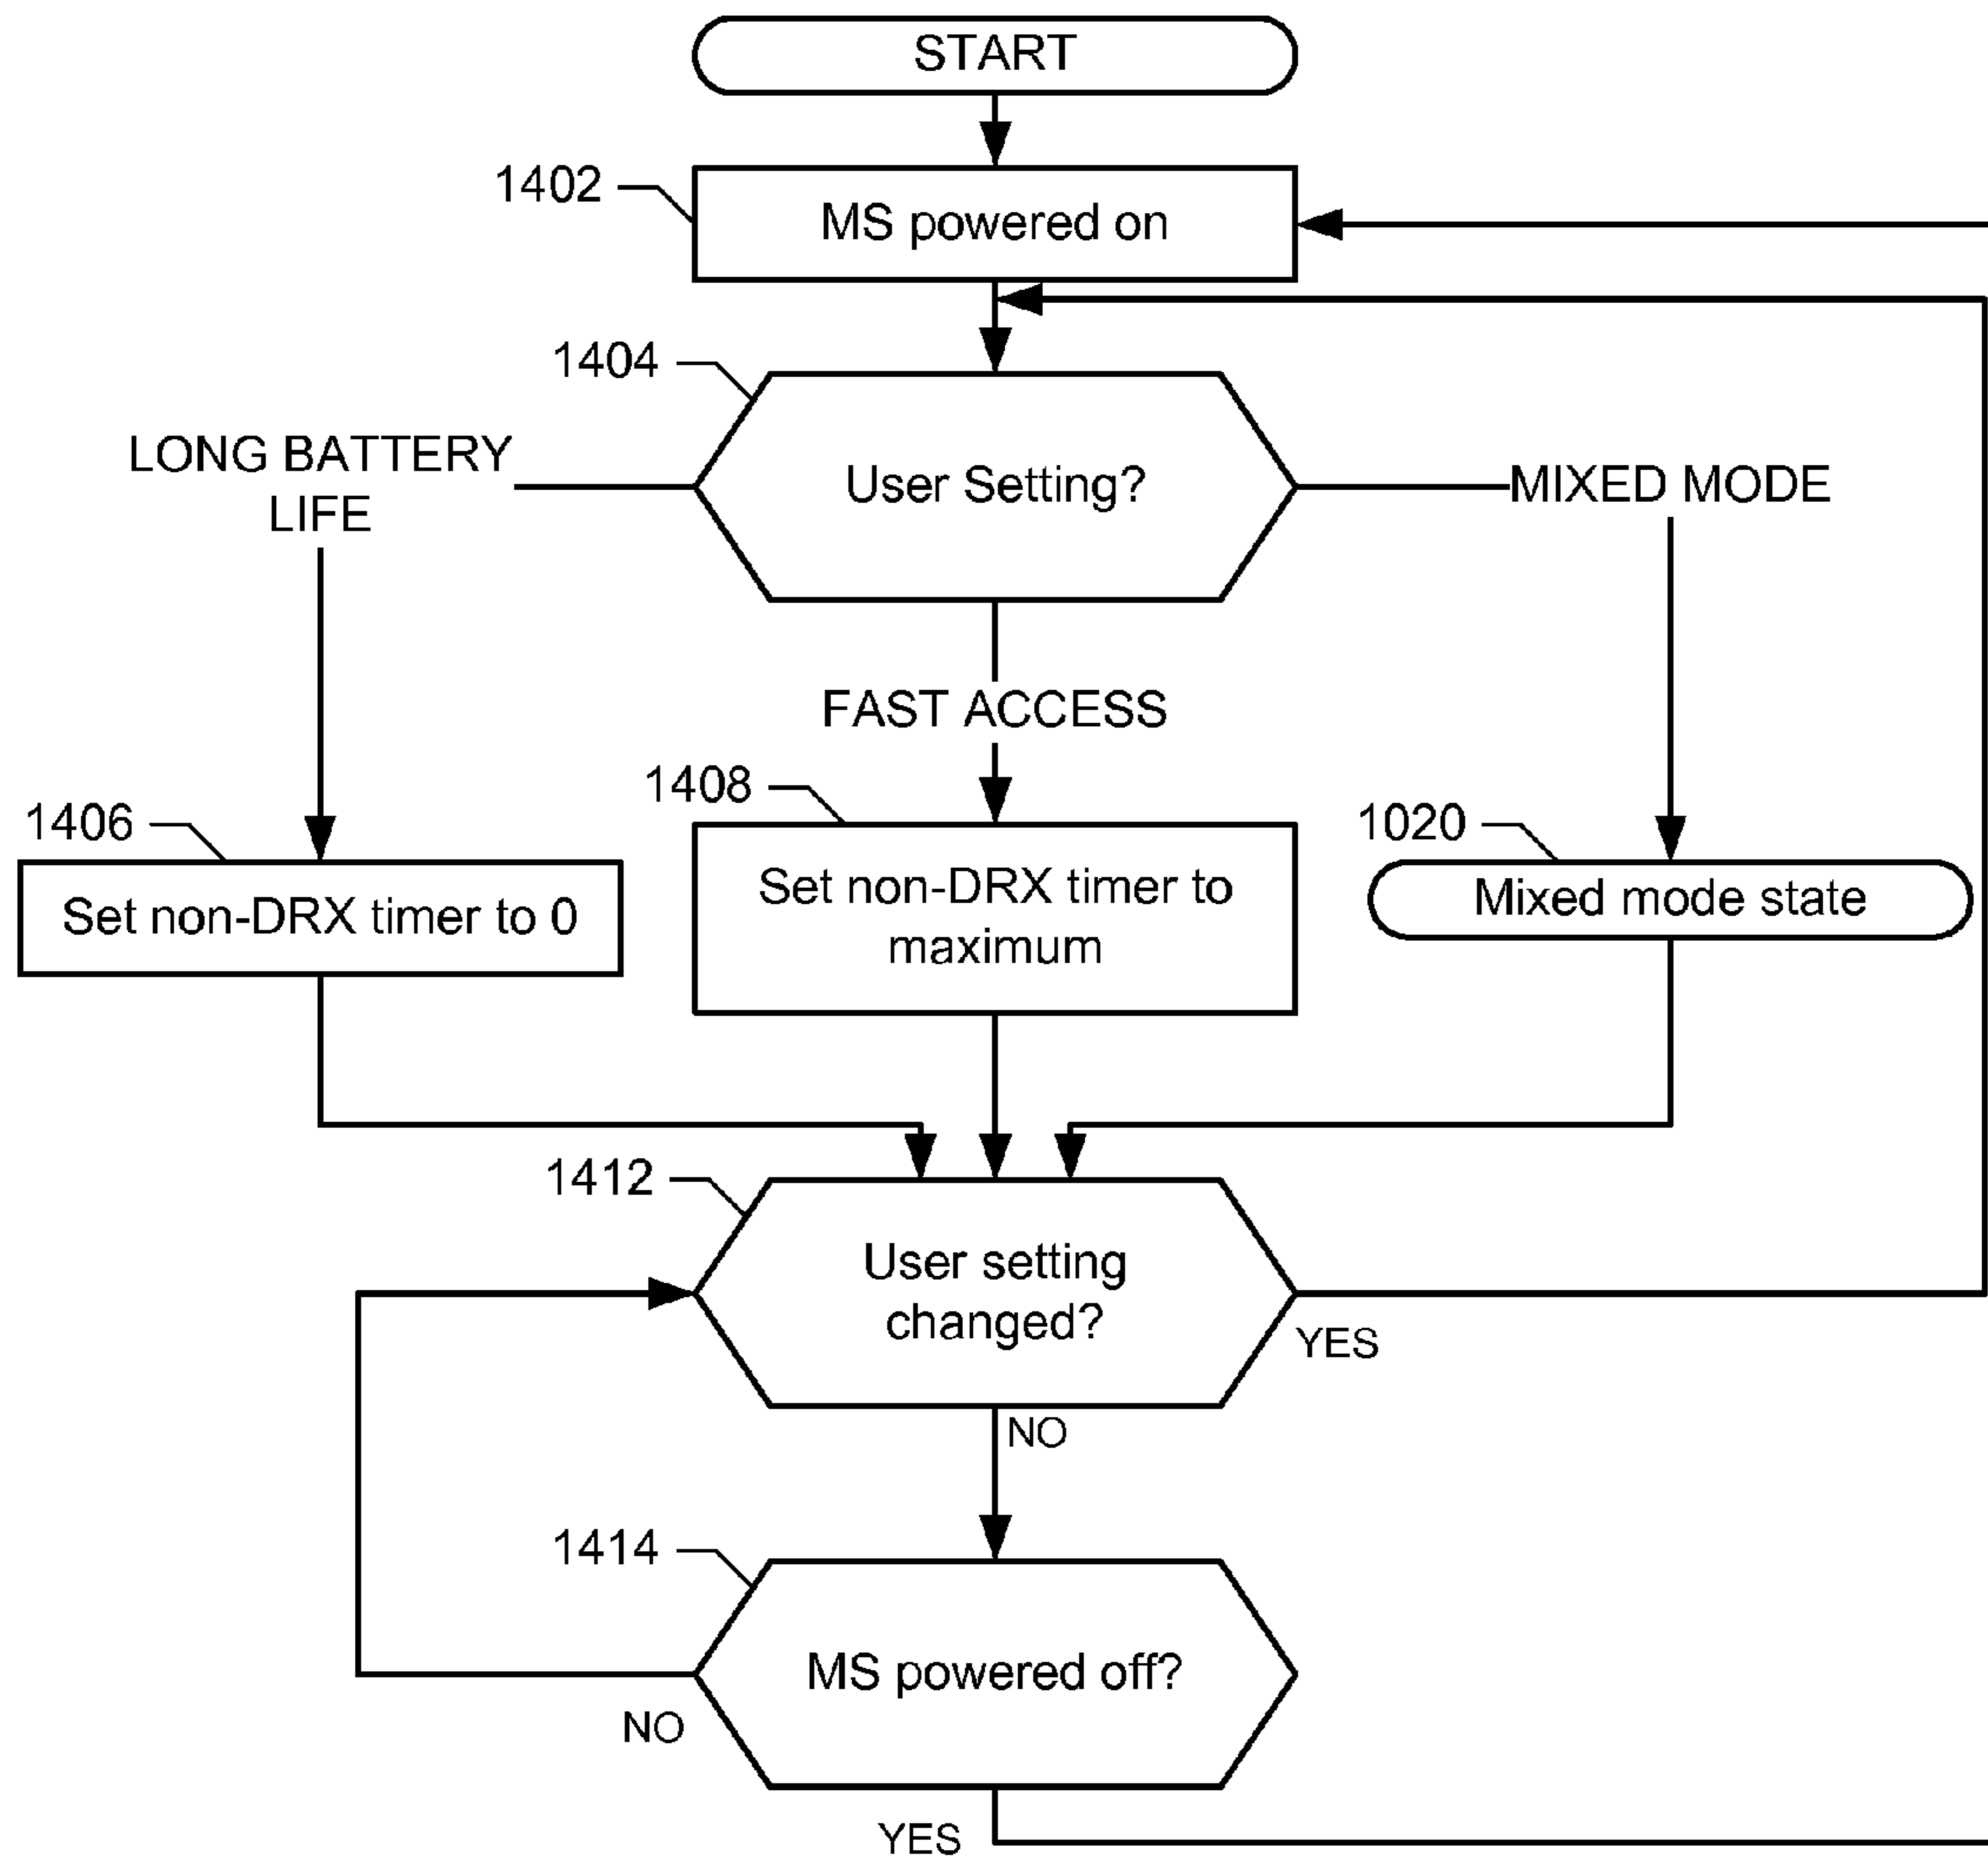 START
1402
MS powered on
1404
User Setting?
LONG BATTERY
LIFE
MIXED MODE
FAST ACCESS
1406
Set non-DRX timer to 0
1408
Set non-DRX timer to
maximum
1020
Mixed mode state
1412
User setting
changed?
YES
NO
1414
MS powered off?
NO
YES